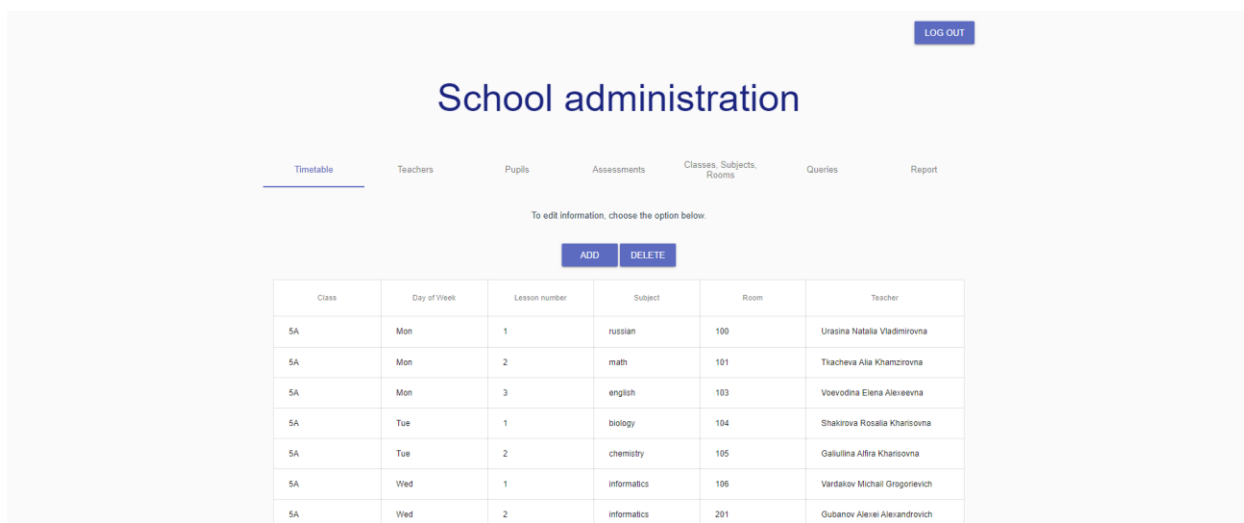 LOG OUT
School administration
Timetable Teachers Pupils Assessments Classes, Subjects, Rooms Queries Report
To edit information, choose the option below.
ADD DELETE
Class Day of Week Lesson number Subject Room Teacher
5A Mon 1 russian 100 Urasina Natalia Vladimirovna
5A Mon 2 math 101 Tkacheva Alia Khamzirovna
5A Mon 3 english 103 Voevodina Elena Alexeevna
5A Tue 1 biology 104 Shakirova Rosalia Kharisovna
5A Tue 2 chemistry 105 Galiullina Alfira Kharisovna
5A Wed 1 informatics 106 Vardakov Michail Grogorievich
5A Wed 2 informatics 201 Gubanov Alexei Alexandrovich